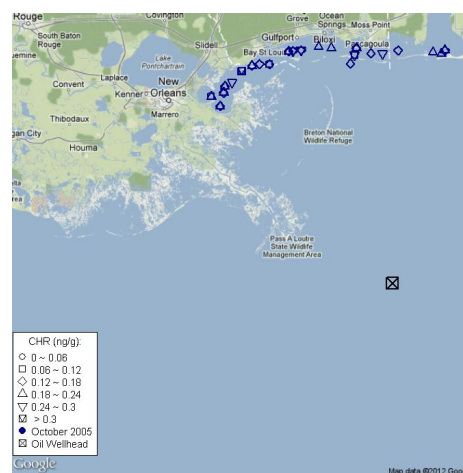 Rouge
Covington
Grove
Ocean
Springs
Moss Point
South Baton
Rouge
Slidell
Gulfport
Biloxi
Pascagoula
Bay St Louis
Lake
Pontchartrain
Convent
Laplace
Kenner
New
Orleans
Marrero
Thibodaux
gan City
Houma
Breton National
Wildlife Refuge
Pass A Loutre
State Wildlife
Management Area
CHR (ng/g):
0 ~ 0.06
0.06 ~ 0.12
0.12 ~ 0.18
0.18 ~ 0.24
0.24 ~ 0.3
> 0.3
October 2005
Oil Wellhead
Google
Map data ©2012 Goo